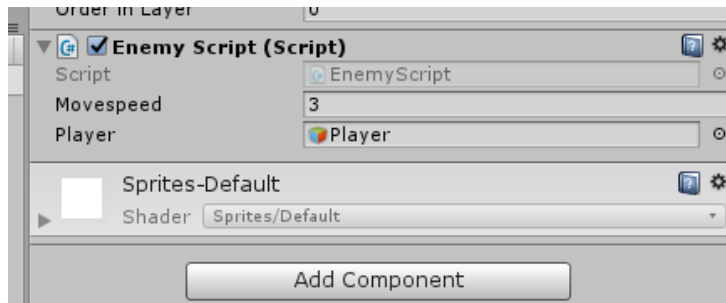 Order in Layer 0
Enemy Script (Script)
Script EnemyScript
Movespeed 3
Player Player
Sprites-Default
Shader Sprites/Default
Add Component